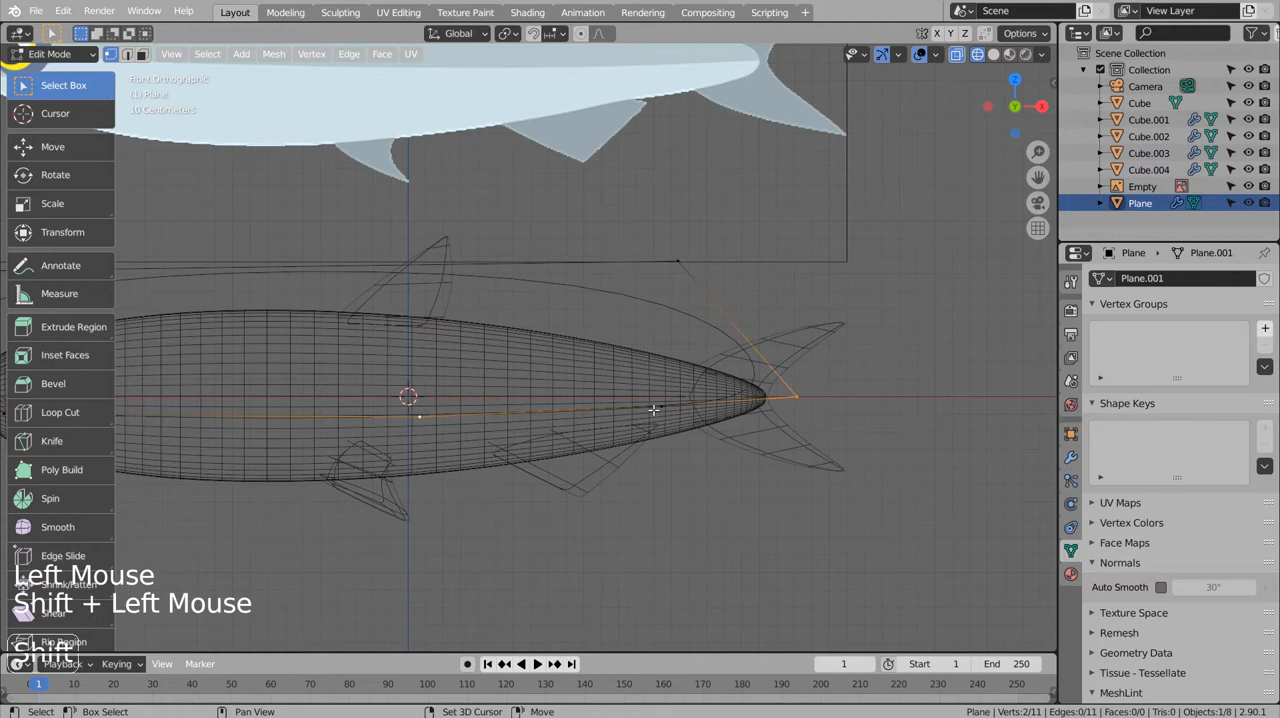 File Edit Render Window Help Layout Modeling Sculpting UV Editing Texture Paint Shading Animation Rendering Compositing Scripting Scene View Layer
Global X Y Z Options
Edit Mode View Select Add Mesh Vertex Edge Face UV
Select Box
Cursor
Move
Rotate
Scale
Transform
Annotate
Measure
Extrude Region
Inset Faces
Bevel
Loop Cut
Knife
Poly Build
Spin
Smooth
Edge Slide
Shrink/Fatten
Shear
Rip Region
Front Orthographic
(1) Plane
10 Centimeters
Z
Y
X
Left Mouse
Shift + Left Mouse
Shift
Scene Collection
Collection
Camera
Cube
Cube.001
Cube.002
Cube.003
Cube.004
Empty
Plane
Plane Plane.001
Plane.001
Vertex Groups
Shape Keys
UV Maps
Vertex Colors
Face Maps
Normals
Auto Smooth 30°
Texture Space
Remesh
Geometry Data
Tissue - Tessellate
MeshLint
Playback Keying View Marker 1 Start 1 End 250
1 10 20 30 40 50 60 70 80 90 100 110 120 130 140 150 160 170 180 190 200 210 220 230 240 250
Select Box Select Pan View Set 3D Cursor Move Plane | Verts:2/11 | Edges:0/11 | Faces:0/0 | Tris:0 | Objects:1/8 | 2.90.1